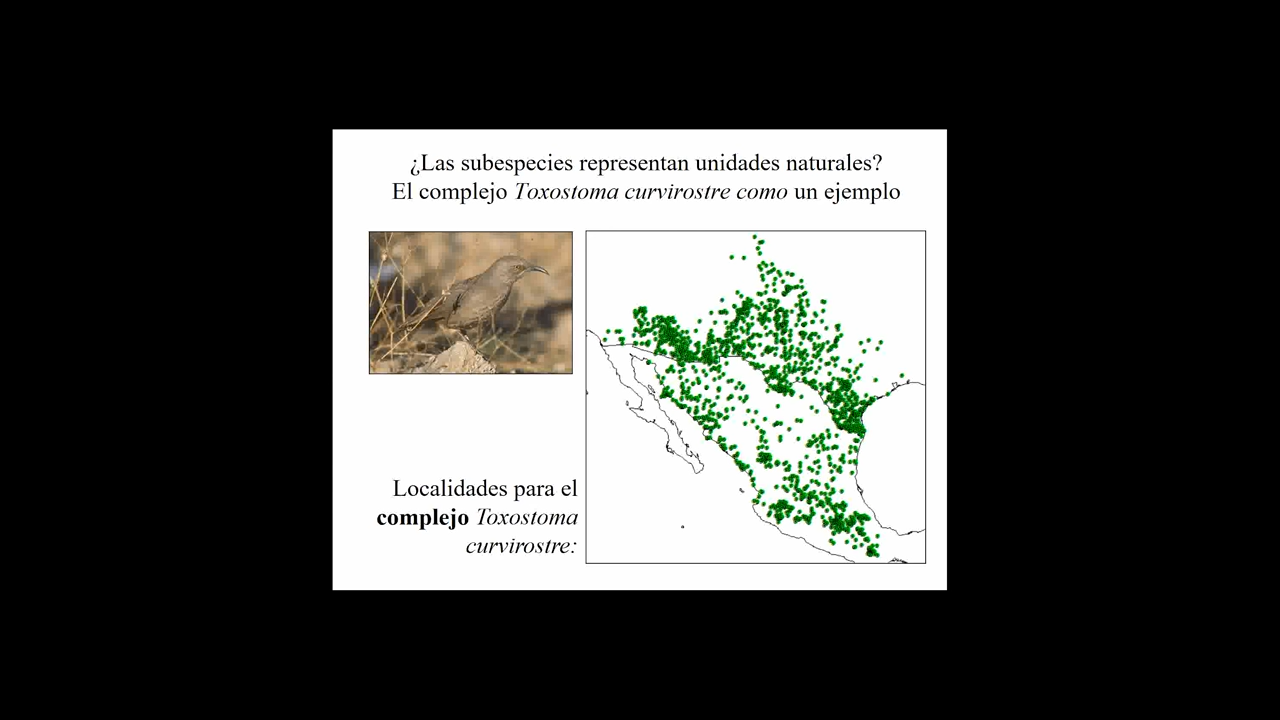 ¿Las subespecies representan unidades naturales?
El complejo Toxostoma curvirostre como un ejemplo
Localidades para el
complejo Toxostoma
curvirostre: